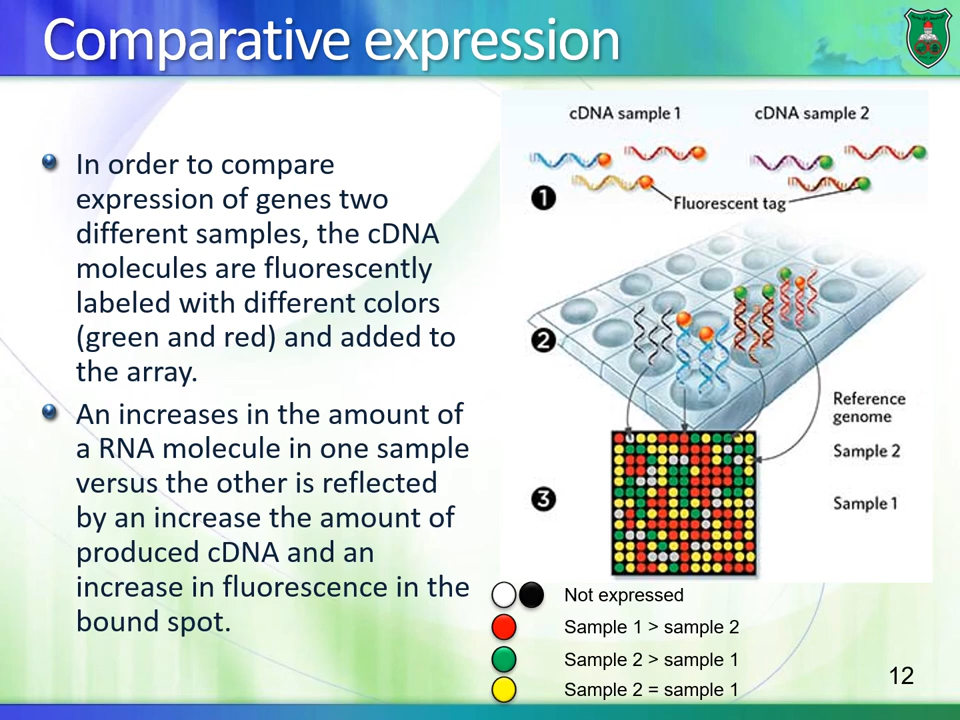 Comparative expression
In order to compare
expression of genes two
different samples, the cDNA
molecules are fluorescently
labeled with different colors
(green and red) and added to
the array.
An increases in the amount of
a RNA molecule in one sample
versus the other is reflected
by an increase the amount of
produced cDNA and an
increase in fluorescence in the
bound spot.
cDNA sample 1
cDNA sample 2
1
Fluorescent tag
2
Reference
genome
Sample 2
3
Sample 1
Not expressed
Sample 1 > sample 2
Sample 2 > sample 1
Sample 2 = sample 1
12